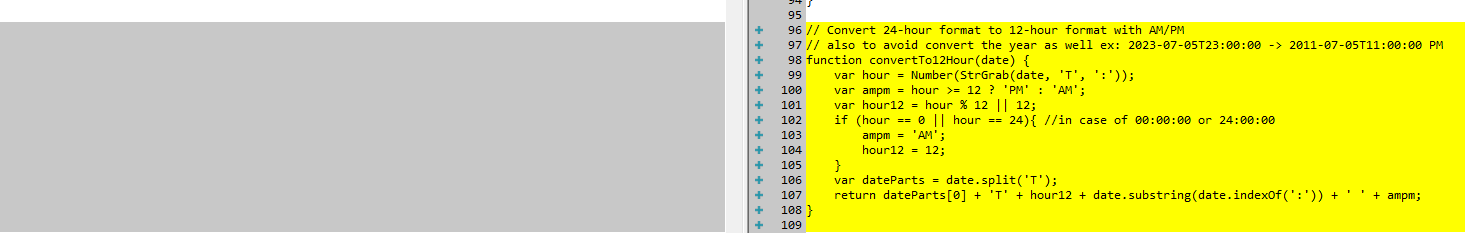 94 }
95
+ 96 // Convert 24-hour format to 12-hour format with AM/PM
+ 97 // also to avoid convert the year as well ex: 2023-07-05T23:00:00 -> 2011-07-05T11:00:00 PM
+ 98 function convertTo12Hour(date) {
+ 99     var hour = Number(StrGrab(date, 'T', ':'));
+ 100     var ampm = hour >= 12 ? 'PM' : 'AM';
+ 101     var hour12 = hour % 12 || 12;
+ 102     if (hour == 0 || hour == 24){ //in case of 00:00:00 or 24:00:00
+ 103         ampm = 'AM';
+ 104         hour12 = 12;
+ 105     }
+ 106     var dateParts = date.split('T');
+ 107     return dateParts[0] + 'T' + hour12 + date.substring(date.indexOf(':')) + ' ' + ampm;
+ 108 }
+ 109